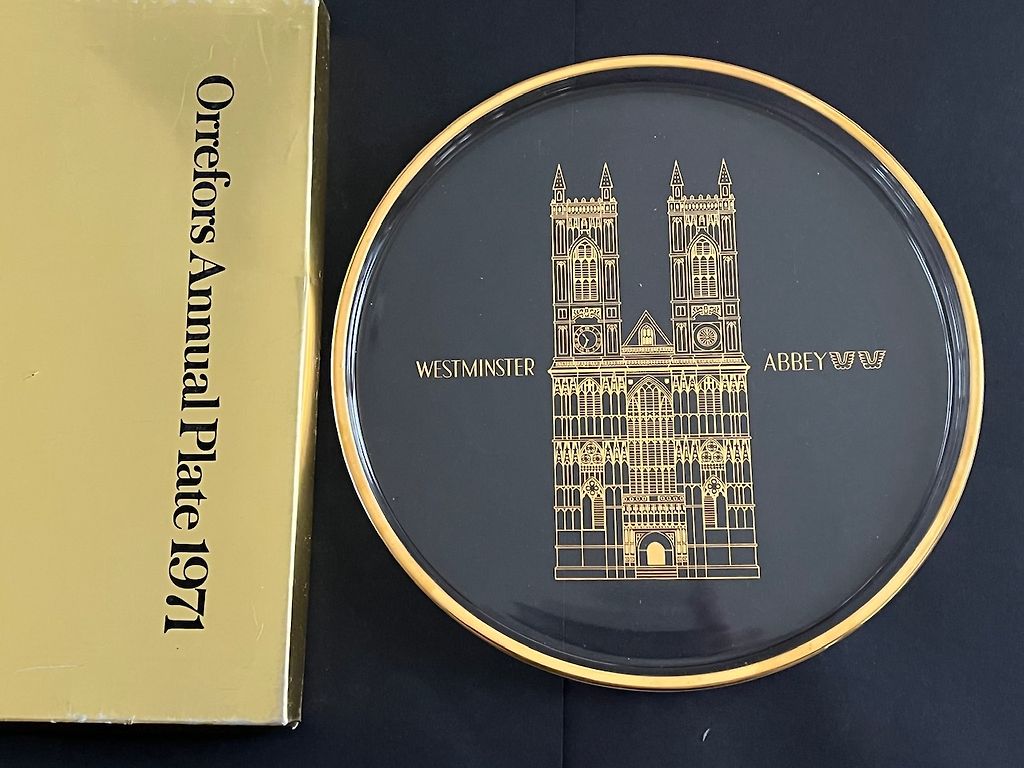 Orrefors Annual Plate 1971
WESTMINSTER ABBEY